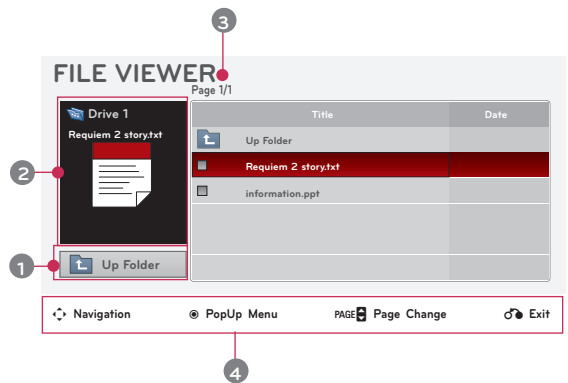 3
FILE VIEWER
Page 1/1
Drive 1
Requiem 2 story.txt
Title Date
Up Folder
Requiem 2 story.txt
information.ppt
2
1
Up Folder
Navigation PopUp Menu PAGE Page Change Exit
4